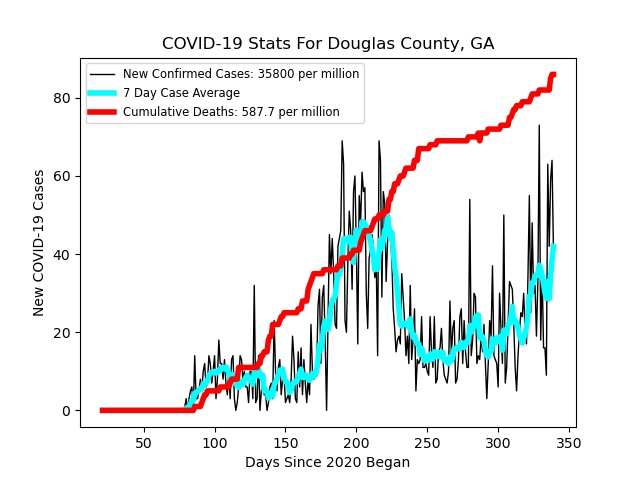 COVID-19 Stats For Douglas County, GA
New Confirmed Cases: 35800 per million
7 Day Case Average
Cumulative Deaths: 587.7 per million
New COVID-19 Cases
80
60
40
20
0
50 100 150 200 250 300 350
Days Since 2020 Began